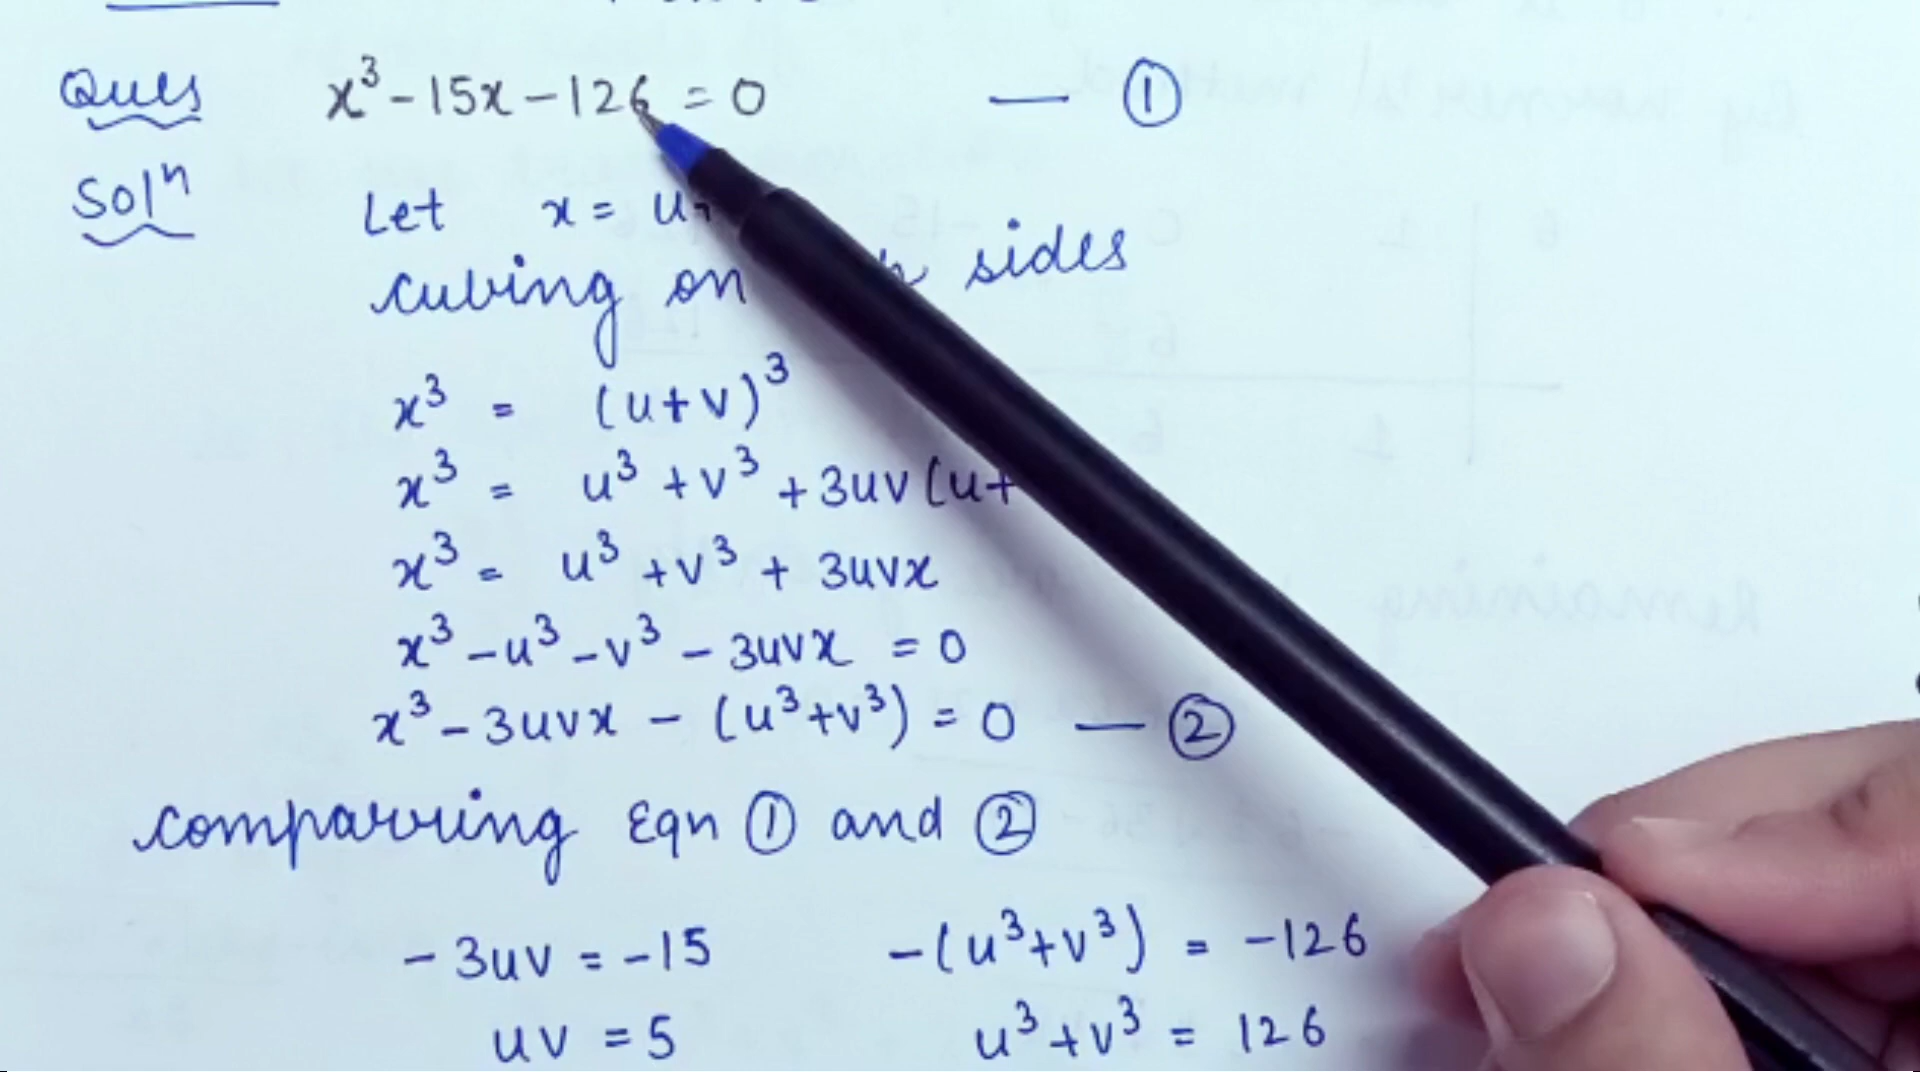 Ques x³ - 15x - 126 = 0 — ①
Solⁿ
Let x = u
cubing on sides
x³ = (u+v)³
x³ = u³ + v³ + 3uv(u+
x³ = u³ + v³ + 3uvx
x³ - u³ - v³ - 3uvx = 0
x³ - 3uvx - (u³+v³) = 0 — ②
comparring Eqn ① and ②
- 3uv = -15 -(u³+v³) = -126
uv = 5 u³+v³ = 126